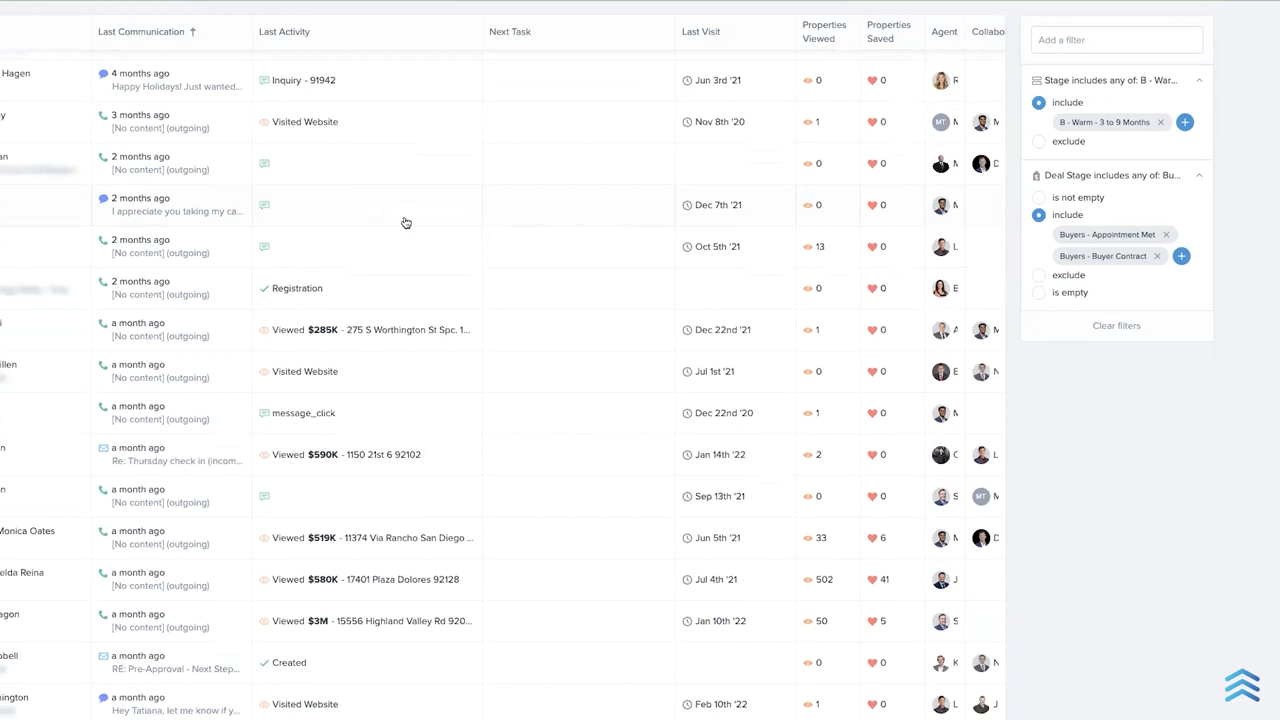 Last Communication
Last Activity
Next Task
Last Visit
Properties Viewed
Properties Saved
Agent
Collabo
Hagen
4 months ago
Happy Holidays! Just wanted...
Inquiry - 91942
Jun 3rd '21
0
0
R
y
3 months ago
[No content] (outgoing)
Visited Website
Nov 8th '20
1
0
MT
M
M
an
2 months ago
[No content] (outgoing)
0
0
M
D
2 months ago
I appreciate you taking my ca...
Dec 7th '21
0
0
M
2 months ago
[No content] (outgoing)
Oct 5th '21
13
0
L
2 months ago
[No content] (outgoing)
Registration
0
0
E
i
a month ago
[No content] (outgoing)
Viewed $285K - 275 S Worthington St Spc. 1...
Dec 22nd '21
1
0
A
M
illen
a month ago
[No content] (outgoing)
Visited Website
Jul 1st '21
0
0
E
N
a month ago
[No content] (outgoing)
message_click
Dec 22nd '20
1
0
M
n
a month ago
Re: Thursday check in (incom...
Viewed $590K - 1150 21st 6 92102
Jan 14th '22
2
0
C
L
n
a month ago
[No content] (outgoing)
Sep 13th '21
0
0
S
MT
M
Monica Oates
a month ago
[No content] (outgoing)
Viewed $519K - 11374 Via Rancho San Diego ...
Jun 5th '21
33
6
M
D
elda Reina
a month ago
[No content] (outgoing)
Viewed $580K - 17401 Plaza Dolores 92128
Jul 4th '21
502
41
J
agon
a month ago
[No content] (outgoing)
Viewed $3M - 15556 Highland Valley Rd 920...
Jan 10th '22
50
5
S
bell
a month ago
RE: Pre-Approval - Next Step...
Created
0
0
K
N
nington
a month ago
Hey Tatiana, let me know if y...
Visited Website
Feb 10th '22
1
0
L
J
Add a filter
Stage includes any of: B - War...
include
B - Warm - 3 to 9 Months
exclude
Deal Stage includes any of: Bu...
is not empty
include
Buyers - Appointment Met
Buyers - Buyer Contract
exclude
is empty
Clear filters